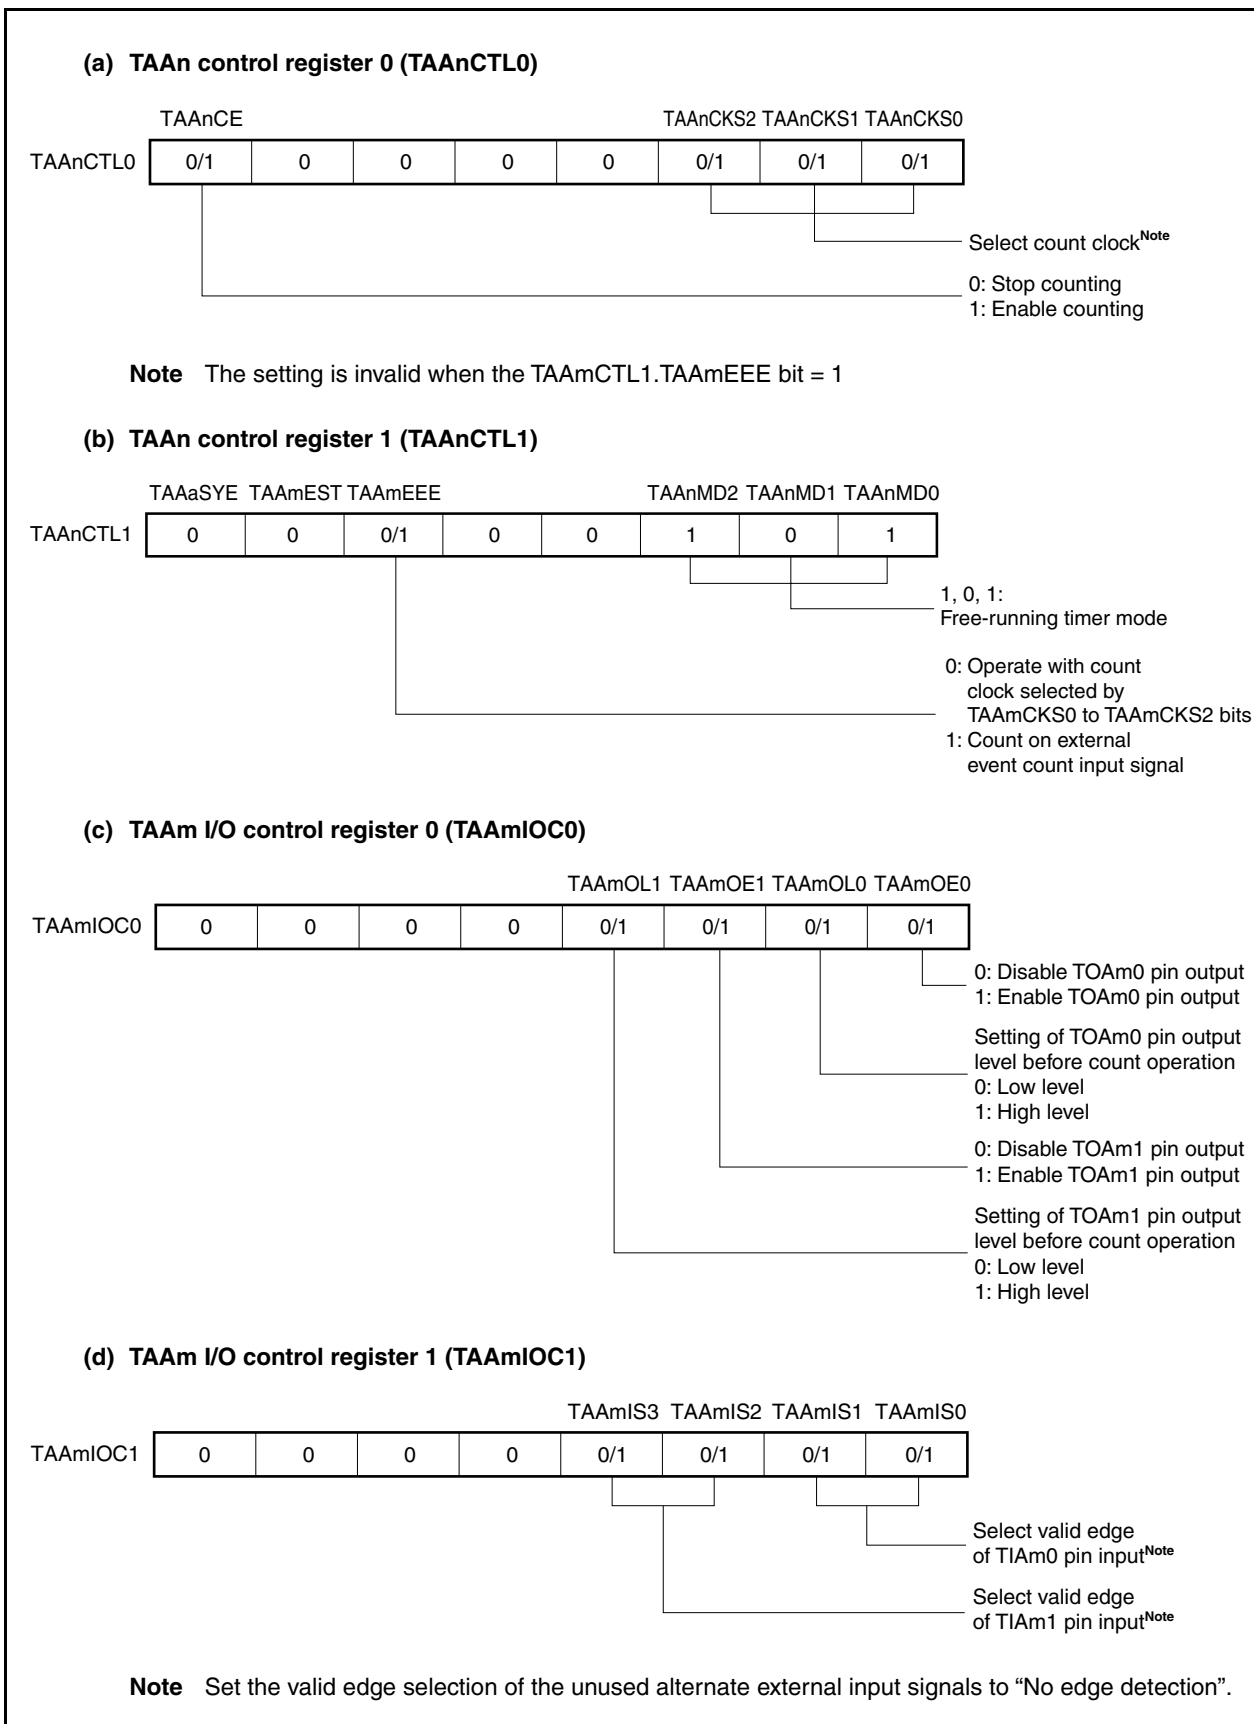 (a) TAAn control register 0 (TAAnCTL0)
TAAnCE TAAnCKS2 TAAnCKS1 TAAnCKS0
TAAnCTL0 0/1 0 0 0 0 0/1 0/1 0/1
Select count clockNote
0: Stop counting
1: Enable counting
Note The setting is invalid when the TAAmCTL1.TAAmEEE bit = 1
(b) TAAn control register 1 (TAAnCTL1)
TAAaSYE TAAmEST TAAmEEE TAAnMD2 TAAnMD1 TAAnMD0
TAAnCTL1 0 0 0/1 0 0 1 0 1
1, 0, 1:
Free-running timer mode
0: Operate with count
clock selected by
TAAmCKS0 to TAAmCKS2 bits
1: Count on external
event count input signal
(c) TAAm I/O control register 0 (TAAmIOC0)
TAAmOL1 TAAmOE1 TAAmOL0 TAAmOE0
TAAmIOC0 0 0 0 0 0/1 0/1 0/1 0/1
0: Disable TOAm0 pin output
1: Enable TOAm0 pin output
Setting of TOAm0 pin output
level before count operation
0: Low level
1: High level
0: Disable TOAm1 pin output
1: Enable TOAm1 pin output
Setting of TOAm1 pin output
level before count operation
0: Low level
1: High level
(d) TAAm I/O control register 1 (TAAmIOC1)
TAAmIS3 TAAmIS2 TAAmIS1 TAAmIS0
TAAmIOC1 0 0 0 0 0/1 0/1 0/1 0/1
Select valid edge
of TIAm0 pin inputNote
Select valid edge
of TIAm1 pin inputNote
Note Set the valid edge selection of the unused alternate external input signals to “No edge detection”.